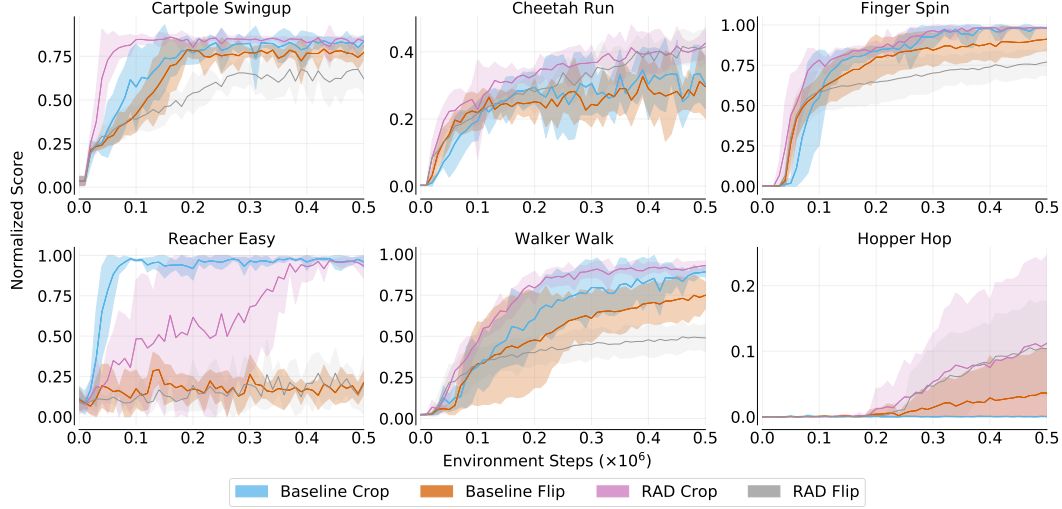 Cartpole Swingup
Cheetah Run
Finger Spin
Normalized Score
0.75
0.50
0.25
0.00
0.0 0.1 0.2 0.3 0.4 0.5
0.4
0.2
0.0
0.0 0.1 0.2 0.3 0.4 0.5
1.00
0.75
0.50
0.25
0.00
0.0 0.1 0.2 0.3 0.4 0.5
Reacher Easy
Walker Walk
Hopper Hop
1.00
0.75
0.50
0.25
0.00
0.0 0.1 0.2 0.3 0.4 0.5
1.00
0.75
0.50
0.25
0.00
0.0 0.1 0.2 0.3 0.4 0.5
0.2
0.1
0.0
0.0 0.1 0.2 0.3 0.4 0.5
Environment Steps (×10⁶)
Baseline Crop Baseline Flip RAD Crop RAD Flip